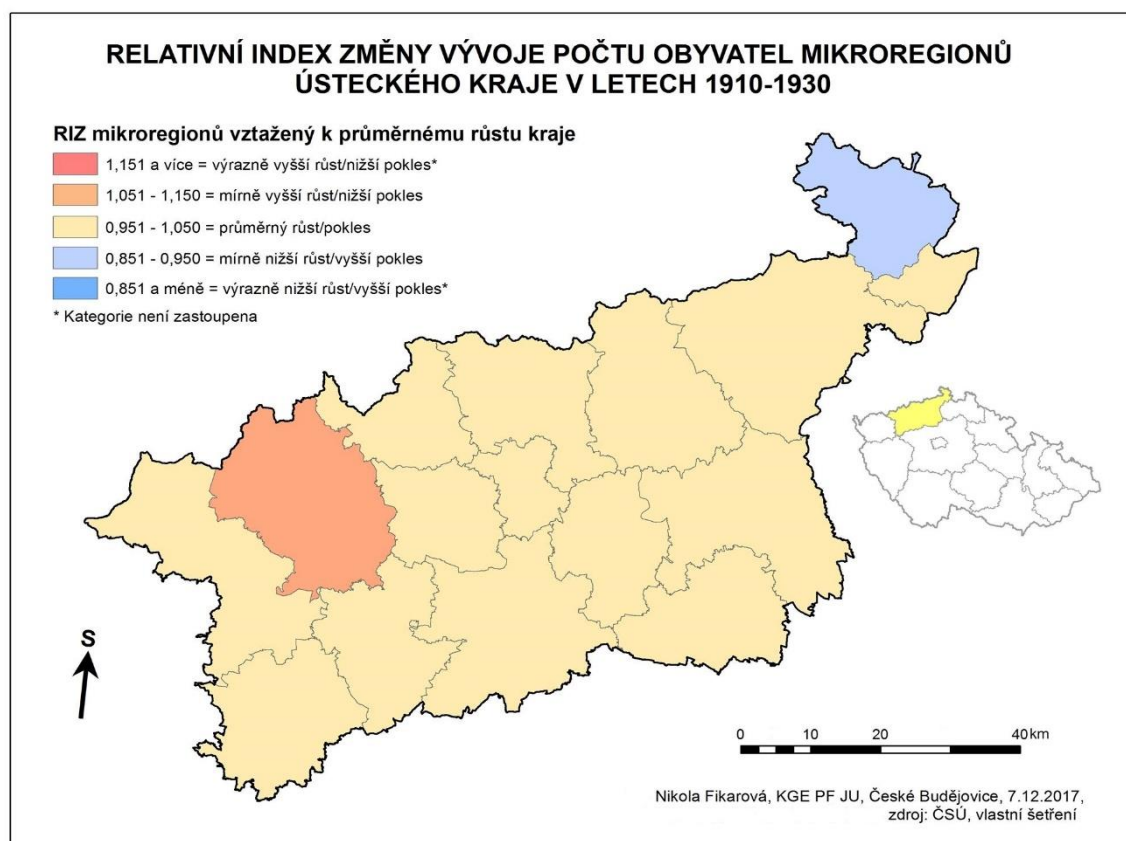 RELATIVNÍ INDEX ZMĚNY VÝVOJE POČTU OBYVATEL MIKROREGIONŮ
ÚSTECKÉHO KRAJE V LETECH 1910-1930
RIZ mikroregionů vztažený k průměrnému růstu kraje
1,151 a více = výrazně vyšší růst/nižší pokles*
1,051 - 1,150 = mírně vyšší růst/nižší pokles
0,951 - 1,050 = průměrný růst/pokles
0,851 - 0,950 = mírně nižší růst/vyšší pokles
0,851 a méně = výrazně nižší růst/vyšší pokles*
* Kategorie není zastoupena
S
0 10 20 40 km
Nikola Fikarová, KGE PF JU, České Budějovice, 7.12.2017,
zdroj: ČSÚ, vlastní šetření